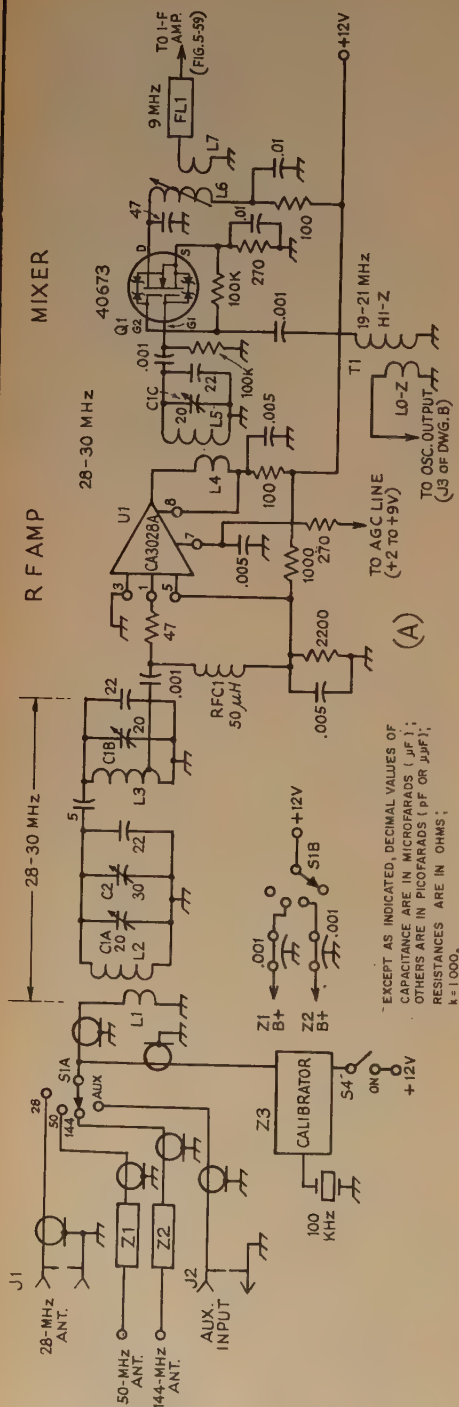 RF AMP
MIXER
28-30 MHz
28-30 MHz
J1
28-MHz
ANT.
50-MHz
ANT.
144-MHz
ANT.
J2
AUX.
INPUT
Z1
Z2
28
50
144
AUX
S1A
L1
C1A
20
L2
C2
30
22
5
L3
C1B
20
22
.001
47
RFC1
50 µH
3
1
5
U1
CA3028A
8
7
.005
L4
100
.005
1000
270
2200
.005
TO AGC LINE
(+2 TO +9V)
C1C
20
L5
22
.001
100K
Q1
40673
G2
G1
D
S
47
100K
270
.01
L6
L7
.01
100
9 MHz
FL1
TO I-F
AMP.
(FIG.5-59)
+12V
.001
19-21 MHz
HI-Z
T1
LO-Z
TO OSC. OUTPUT
(J3 OF DWG. B)
Z3
CALIBRATOR
100
KHz
S4
ON
+12V
Z1
B+
.001
Z2
B+
.001
S1B
+12V
(A)
EXCEPT AS INDICATED, DECIMAL VALUES OF
CAPACITANCE ARE IN MICROFARADS ( µF ) ;
OTHERS ARE IN PICOFARADS ( pF OR µµF);
RESISTANCES ARE IN OHMS ;
k = 1000.